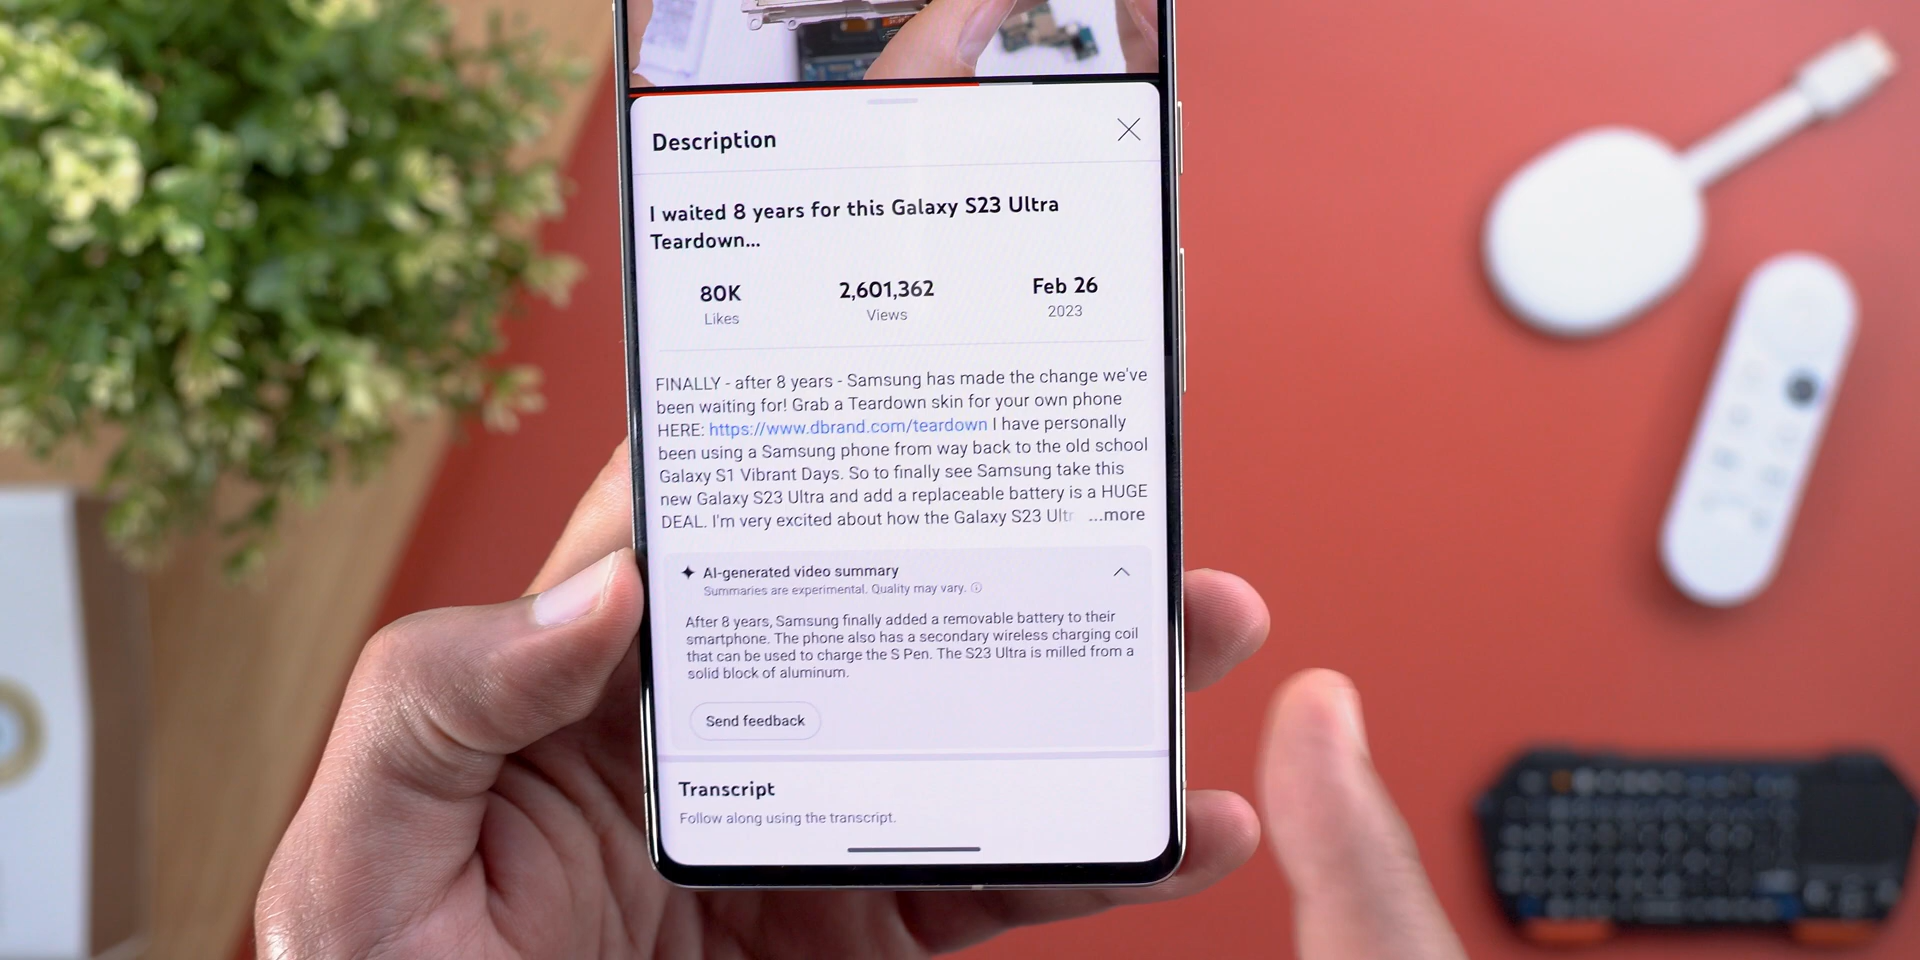 Description
I waited 8 years for this Galaxy S23 Ultra
Teardown...
80K
2,601,362
Feb 26
Likes
Views
2023
FINALLY - after 8 years - Samsung has made the change we've
been waiting for! Grab a Teardown skin for your own phone
HERE: https://www.dbrand.com/teardown I have personally
been using a Samsung phone from way back to the old school
Galaxy S1 Vibrant Days. So to finally see Samsung take this
new Galaxy S23 Ultra and add a replaceable battery is a HUGE
DEAL. I'm very excited about how the Galaxy S23 Ultr ...more
AI-generated video summary
Summaries are experimental. Quality may vary.
After 8 years, Samsung finally added a removable battery to their
smartphone. The phone also has a secondary wireless charging coil
that can be used to charge the S Pen. The S23 Ultra is milled from a
solid block of aluminum.
Send feedback
Transcript
Follow along using the transcript.